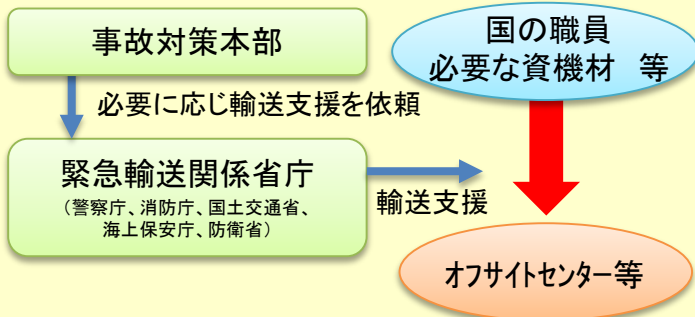 事故対策本部
国の職員
必要な資機材　等
必要に応じ輸送支援を依頼
緊急輸送関係省庁
（警察庁、消防庁、国土交通省、
海上保安庁、防衛省）
輸送支援
オフサイトセンター等